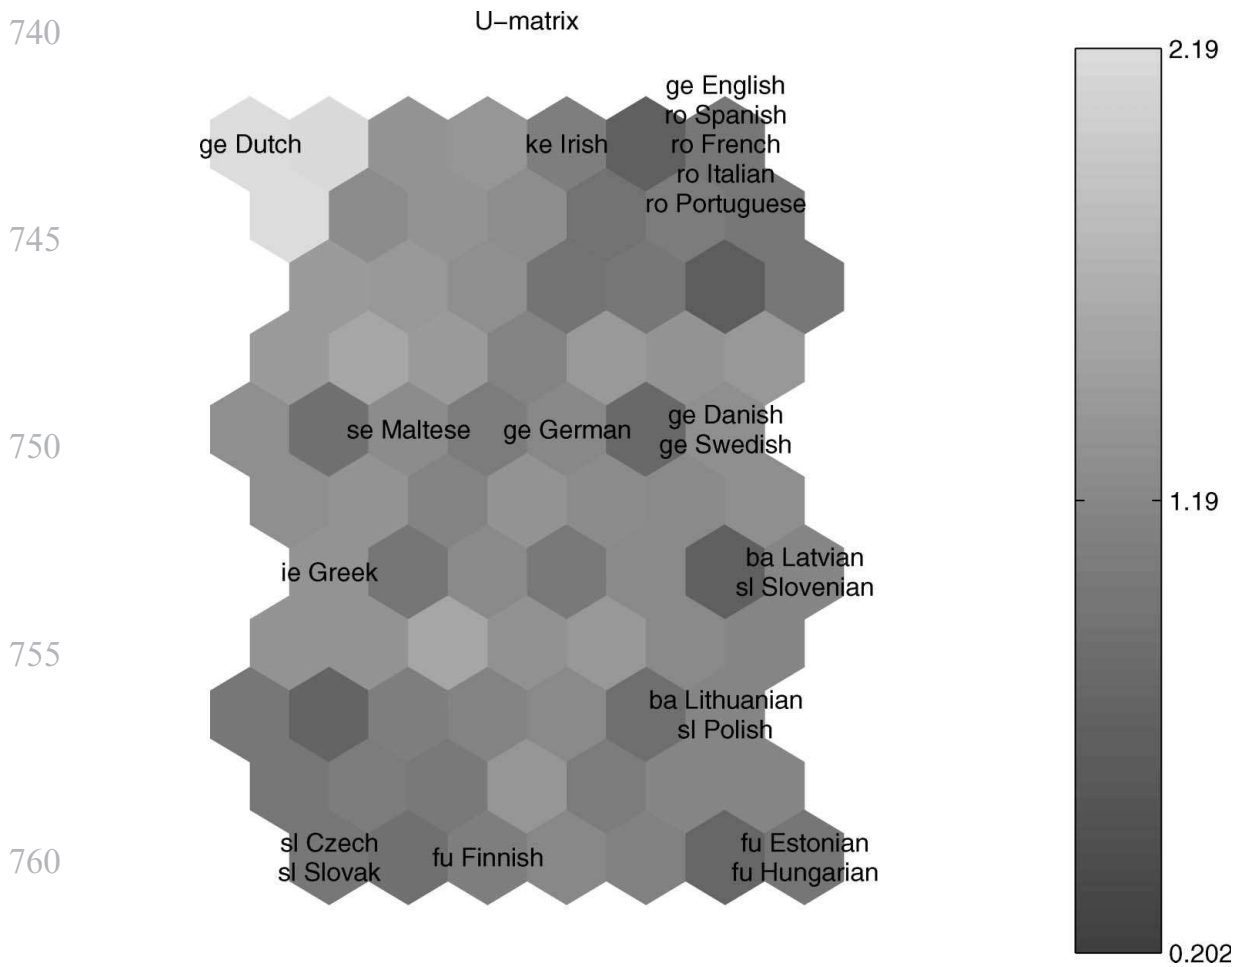 740
U-matrix
2.19
ge English
ro Spanish
ge Dutch
ke Irish
ro French
ro Italian
ro Portuguese
745
se Maltese
ge German
ge Danish
ge Swedish
750
1.19
ie Greek
ba Latvian
sl Slovenian
755
ba Lithuanian
sl Polish
sl Czech
sl Slovak
fu Finnish
fu Estonian
fu Hungarian
760
0.202